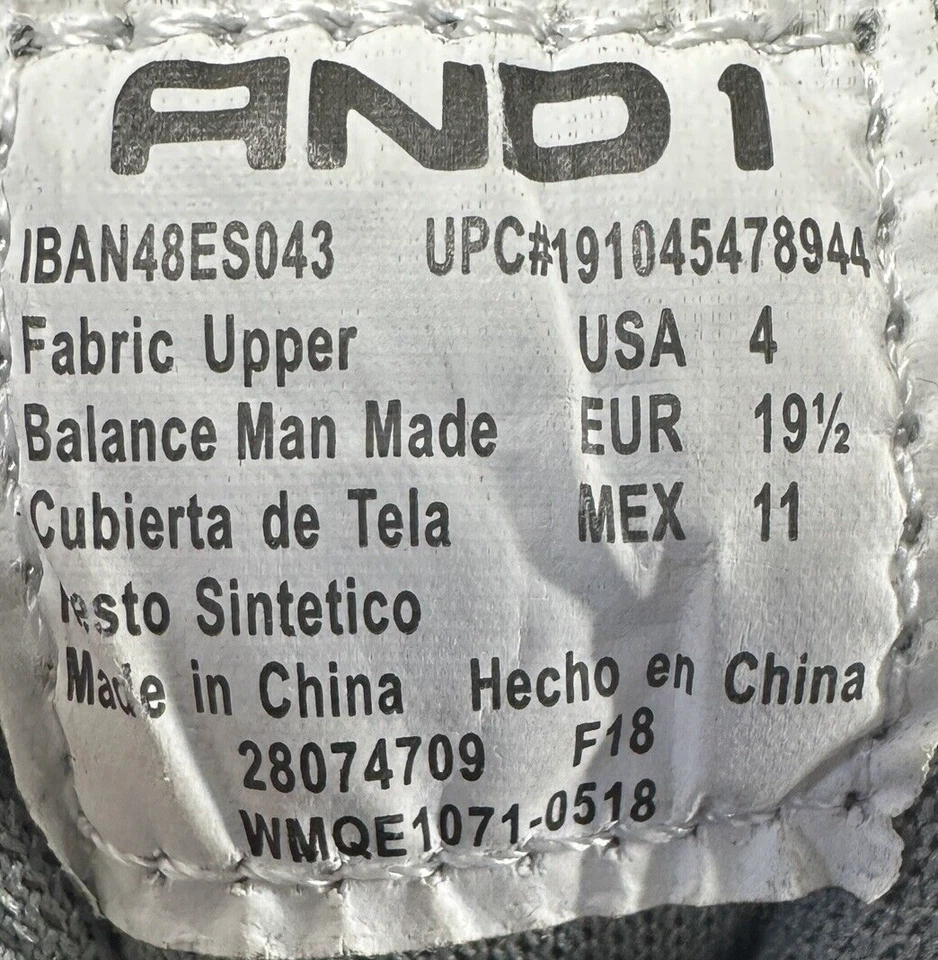 AND1
IBAN48ES043 UPC#191045478944
Fabric Upper USA 4
Balance Man Made EUR 19½
Cubierta de Tela MEX 11
Sintetico
Made in China Hecho en China
28074709 F18
WMQE1071-0518